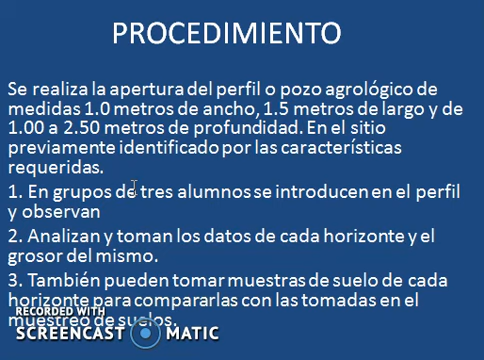 PROCEDIMIENTO
Se realiza la apertura del perfil o pozo agrológico de
medidas 1.0 metros de ancho, 1.5 metros de largo y de
1.00 a 2.50 metros de profundidad. En el sitio
previamente identificado por las características
requeridas.
1. En grupos de tres alumnos se introducen en el perfil
y observan
2. Analizan y toman los datos de cada horizonte y el
grosor del mismo.
3. También pueden tomar muestras de suelo de cada
horizonte para compararlas con las tomadas en el
muestreo de suelos.
RECORDED WITH
SCREENCAST MATIC